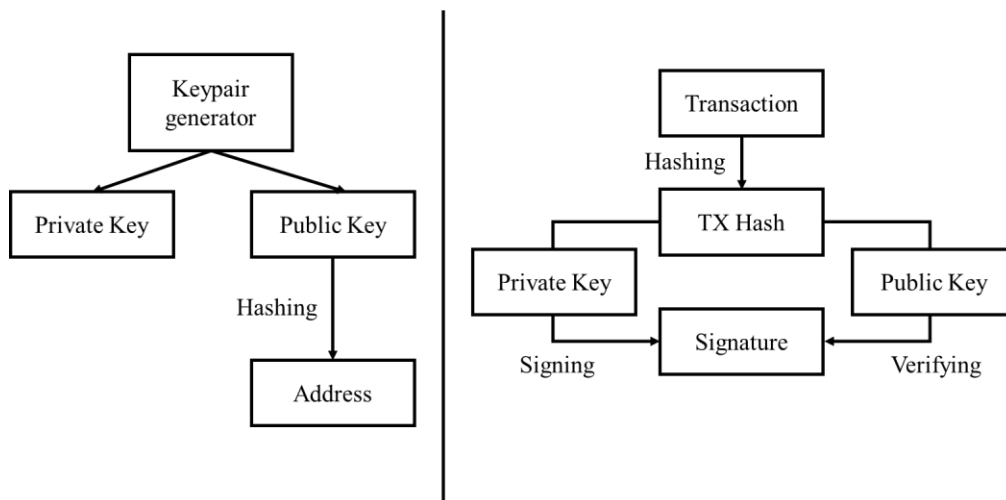 Keypair
generator
Private Key
Public Key
Hashing
Address
Transaction
Hashing
TX Hash
Private Key
Public Key
Signature
Signing
Verifying